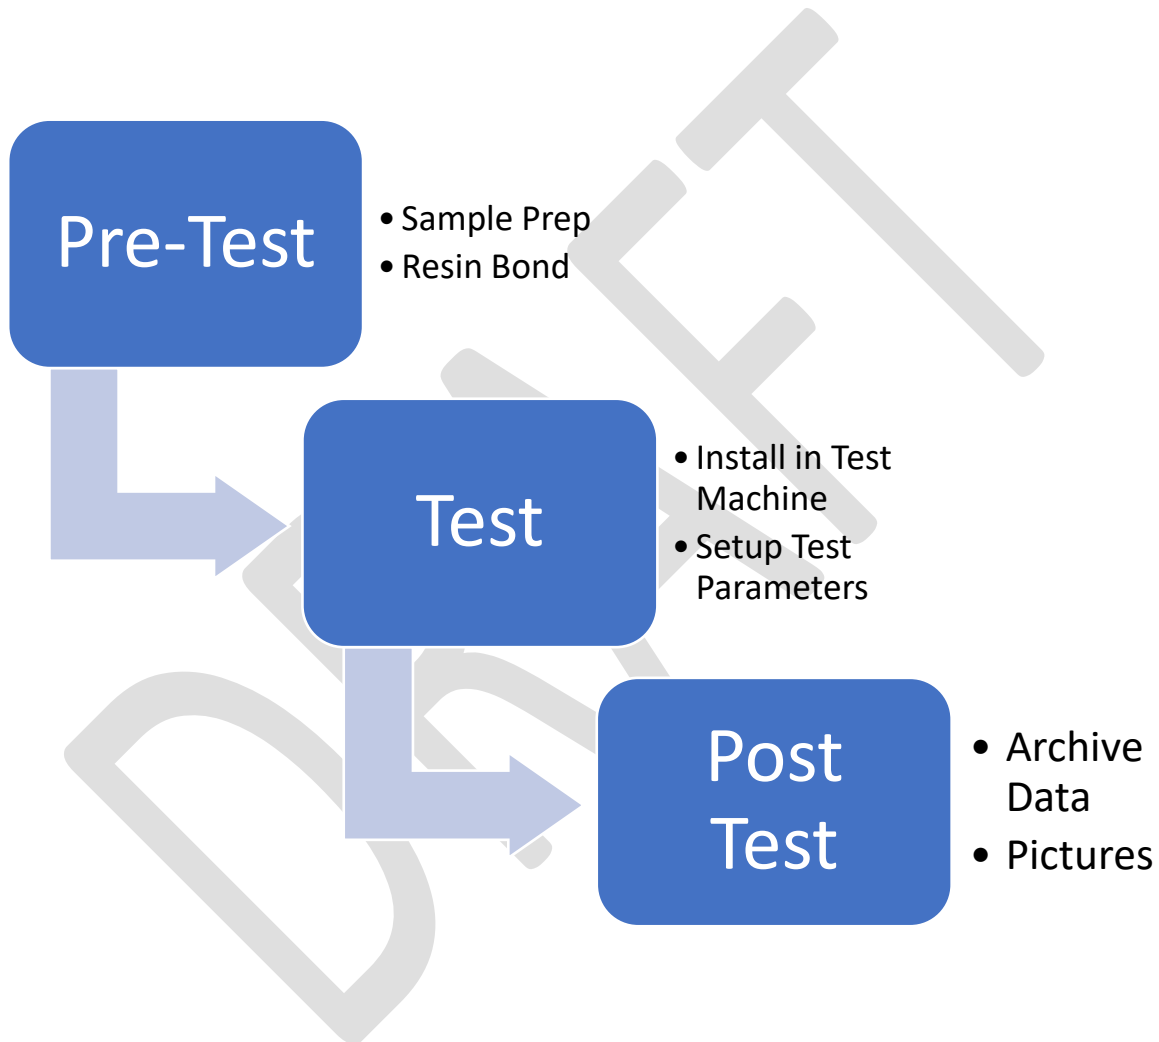 Pre-Test
• Sample Prep
• Resin Bond
Test
• Install in Test
Machine
• Setup Test
Parameters
Post
Test
• Archive
Data
• Pictures
DRAFT